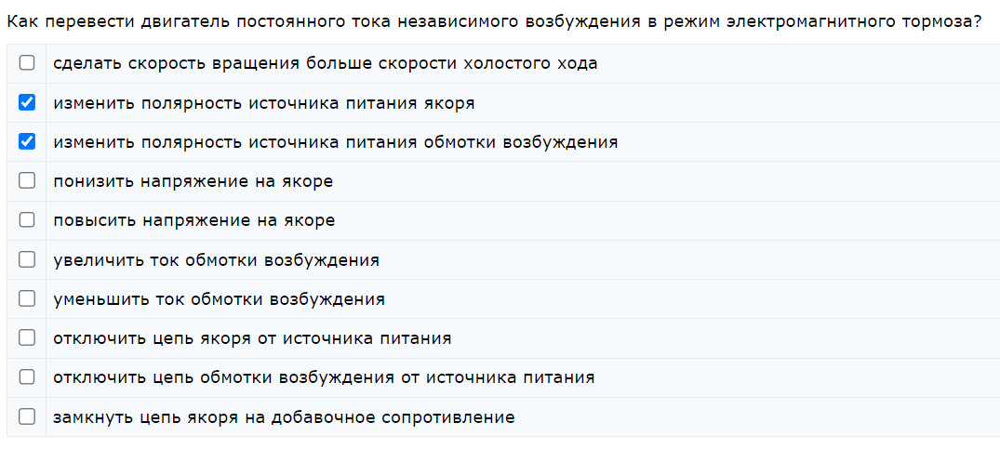 Как перевести двигатель постоянного тока независимого возбуждения в режим электромагнитного тормоза?
сделать скорость вращения больше скорости холостого хода
изменить полярность источника питания якоря
изменить полярность источника питания обмотки возбуждения
понизить напряжение на якоре
повысить напряжение на якоре
увеличить ток обмотки возбуждения
уменьшить ток обмотки возбуждения
отключить цепь якоря от источника питания
отключить цепь обмотки возбуждения от источника питания
замкнуть цепь якоря на добавочное сопротивление